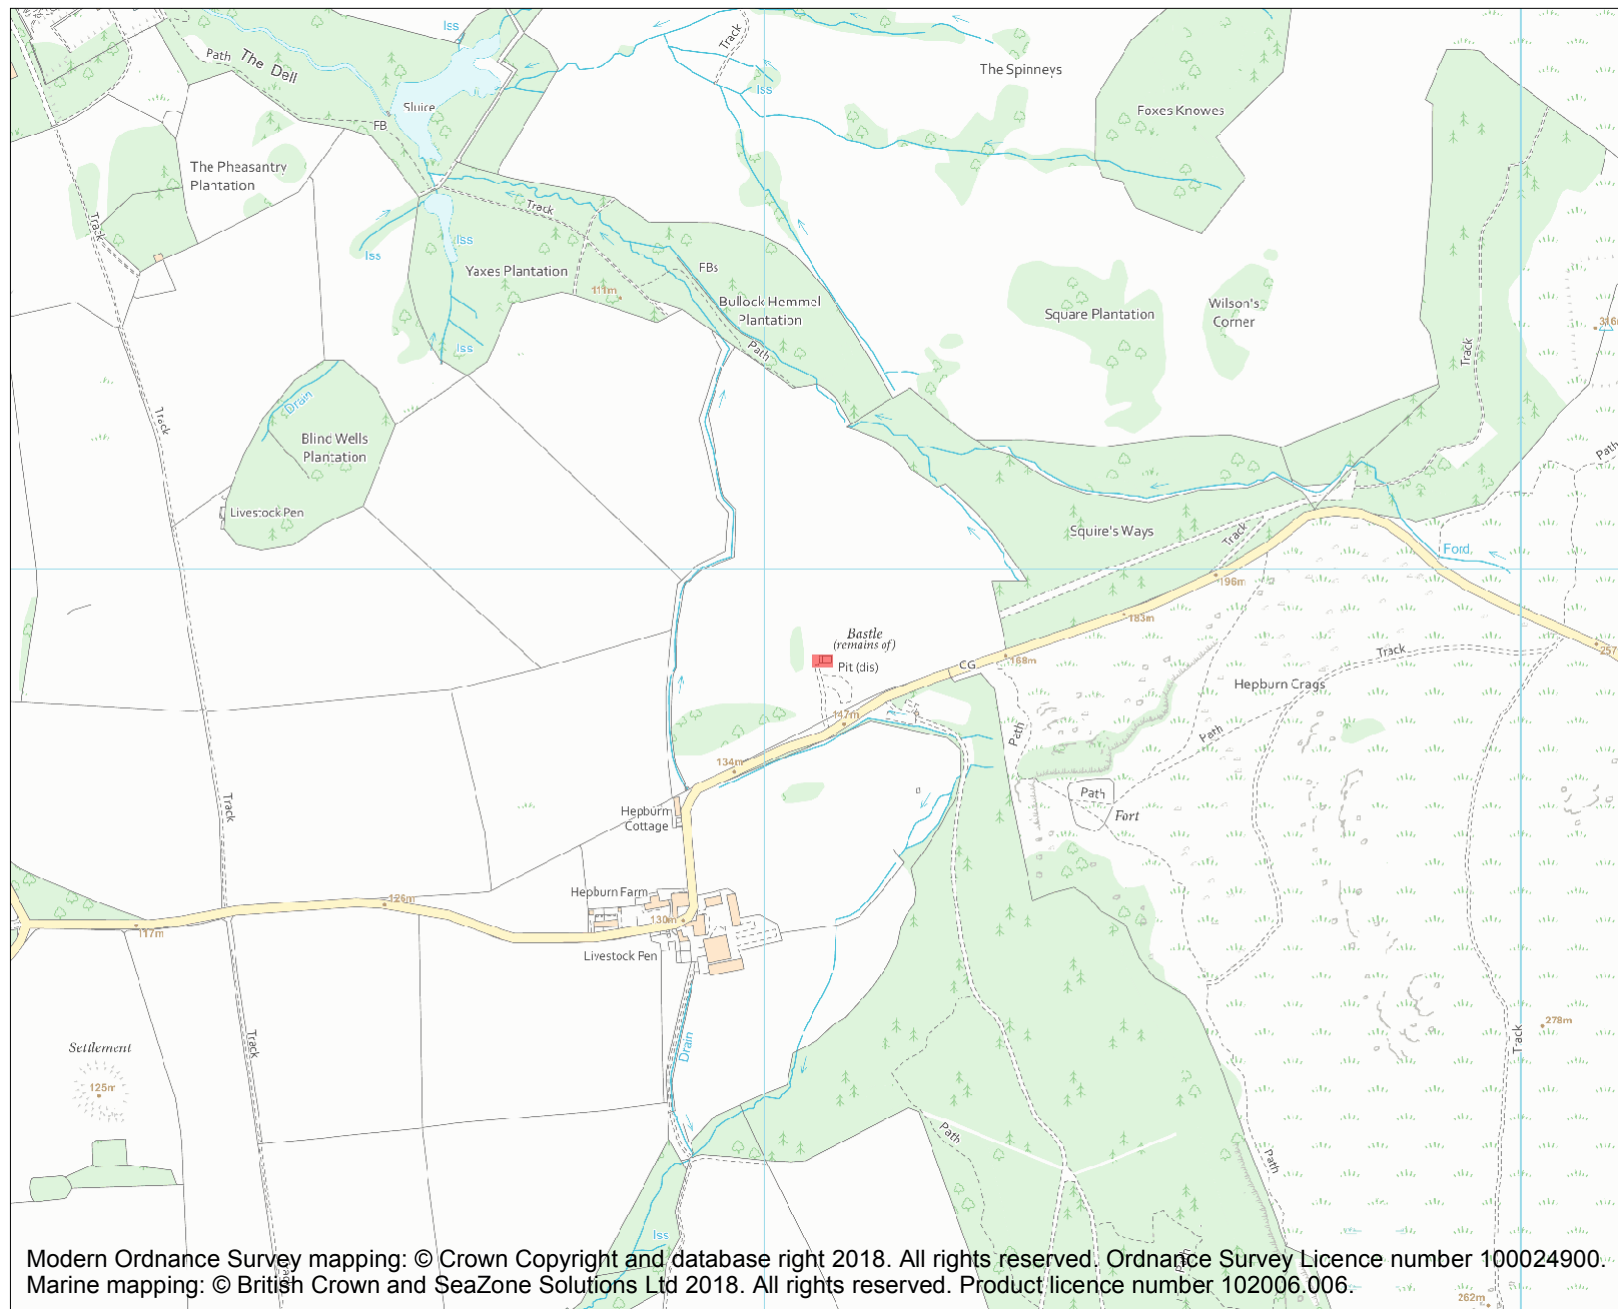 Iss
Path
The Dell
Track
The Spinneys
Iss
Sluice
FB
Foxes Knowes
The Pheasantry
Plantation
Track
Track
Iss
Iss
Yaxes Plantation
FBs
111m
Bullock Hemmel
Plantation
Square Plantation
Wilson's
Corner
316m
Path
Iss
Track
Drain
Track
Blind Wells
Plantation
Path
Livestock Pen
Squire's Ways
Track
Ford
196m
183m
Bastle
(remains of)
Pit (dis)
CG
168m
Track
257
Hepburn Crags
147m
Path
Path
134m
Path
Fort
Track
Hepburn
Cottage
Hepburn Farm
126m
130m
117m
Livestock Pen
278m
Track
Track
Drain
Settlement
125m
Path
Path
Iss
Path
Track
262m
Modern Ordnance Survey mapping: © Crown Copyright and database right 2018. All rights reserved. Ordnance Survey Licence number 100024900.
Marine mapping: © British Crown and SeaZone Solutions Ltd 2018. All rights reserved. Product licence number 102006.006.